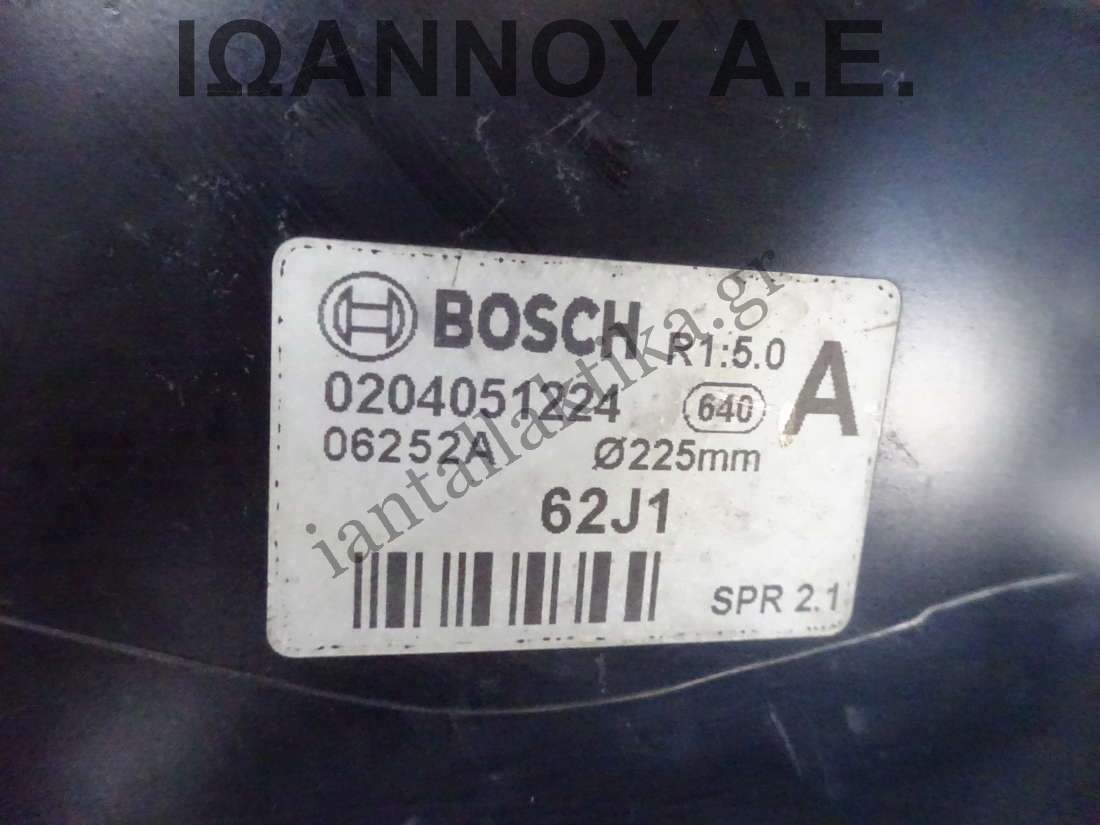 ΙΩΑΝΝΟΥ Α.Ε.
BOSCH R1:5.0 A
0204051224 640
06252A Ø225mm
62J1
SPR 2.1
iantallaktika.gr